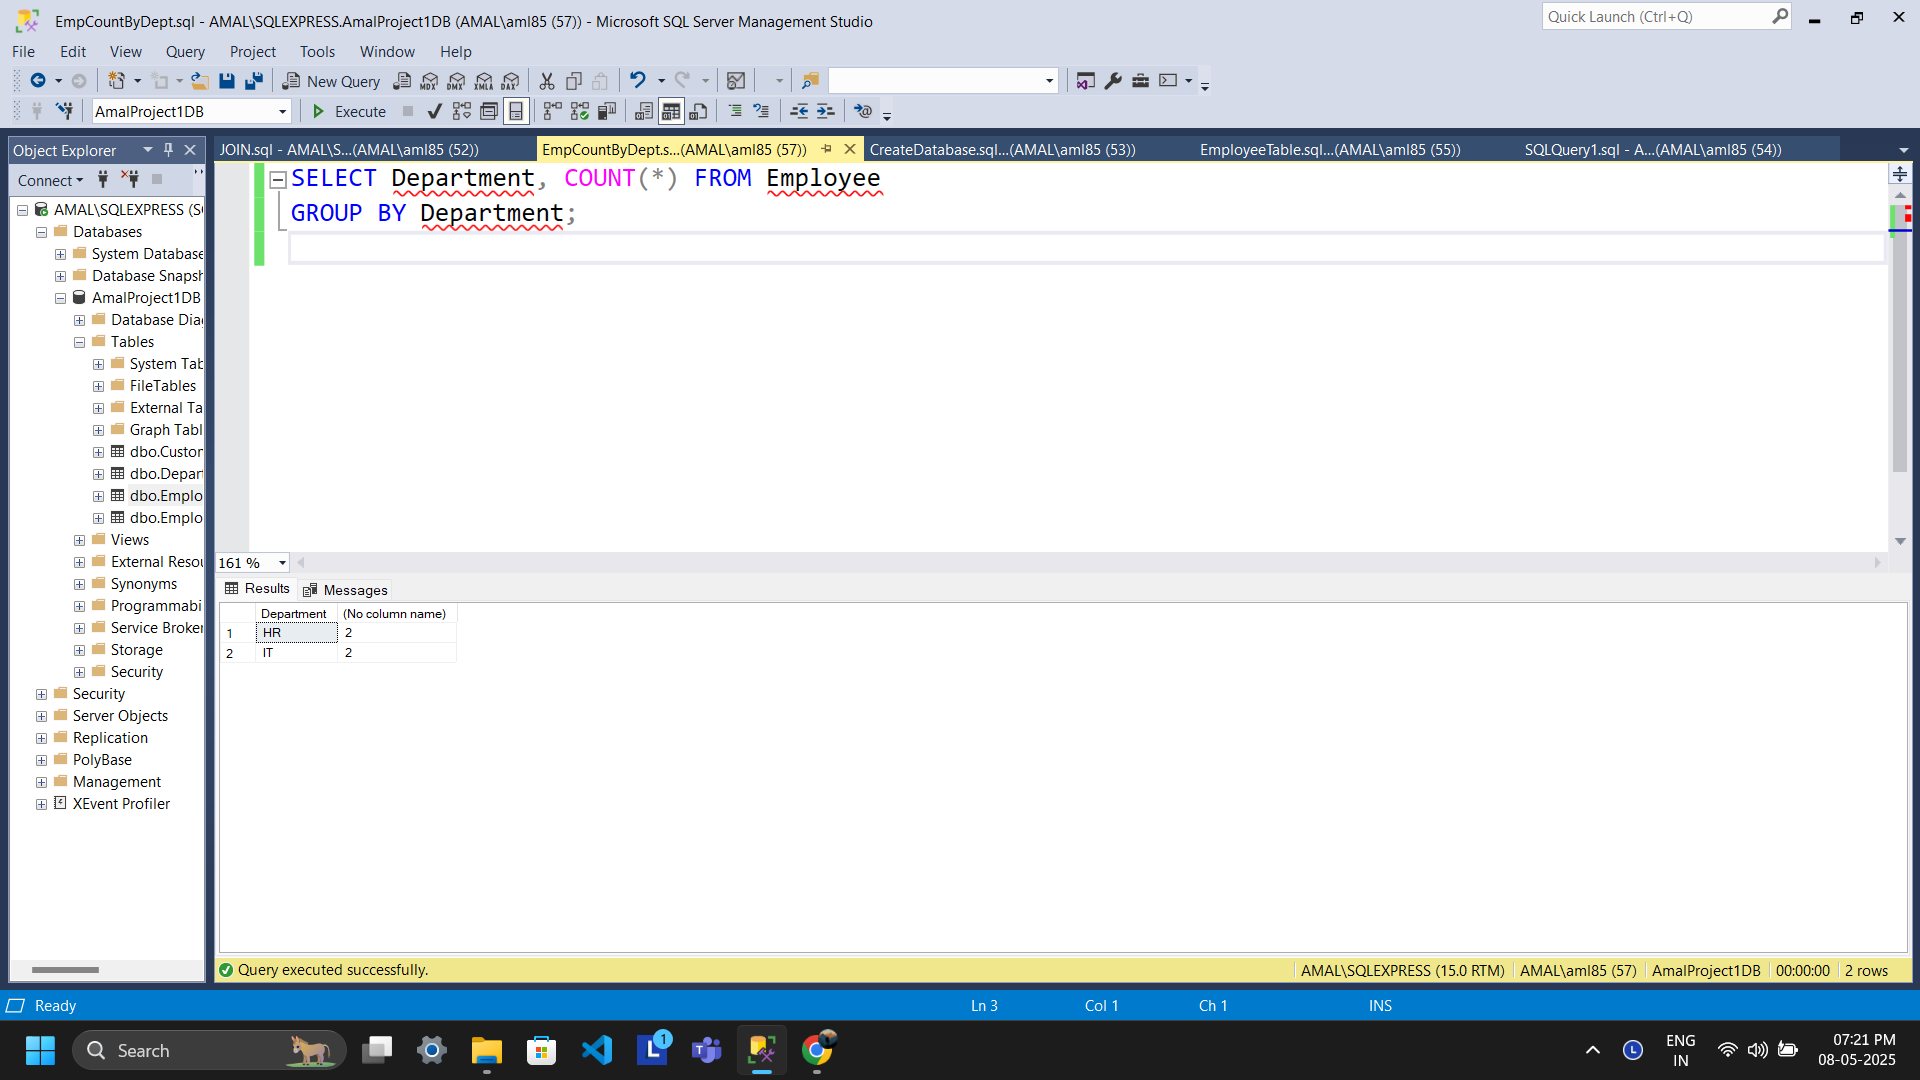 EmpCountByDept.sql - AMAL\SQLEXPRESS.AmalProject1DB (AMAL\aml85 (57)) - Microsoft SQL Server Management Studio
Quick Launch (Ctrl+Q)
File Edit View Query Project Tools Window Help
New Query
MDX DMX XMLA DAX
AmalProject1DB
Execute
Object Explorer
JOIN.sql - AMAL\S...(AMAL\aml85 (52))
EmpCountByDept.s...(AMAL\aml85 (57))
CreateDatabase.sql...(AMAL\aml85 (53))
EmployeeTable.sql...(AMAL\aml85 (55))
SQLQuery1.sql - A...(AMAL\aml85 (54))
Connect
AMAL\SQLEXPRESS (S
Databases
System Database
Database Snapsh
AmalProject1DB
Database Dia
Tables
System Tab
FileTables
External Ta
Graph Tabl
dbo.Custor
dbo.Depart
dbo.Emplo
dbo.Emplo
Views
External Resou
Synonyms
Programmabi
Service Broker
Storage
Security
Security
Server Objects
Replication
PolyBase
Management
XEvent Profiler
SELECT Department, COUNT(*) FROM Employee
GROUP BY Department;
161 %
Results Messages
Department (No column name)
1 HR 2
2 IT 2
Query executed successfully.
AMAL\SQLEXPRESS (15.0 RTM) AMAL\aml85 (57) AmalProject1DB 00:00:00 2 rows
Ready Ln 3 Col 1 Ch 1 INS
Search
1
ENG
IN
07:21 PM
08-05-2025